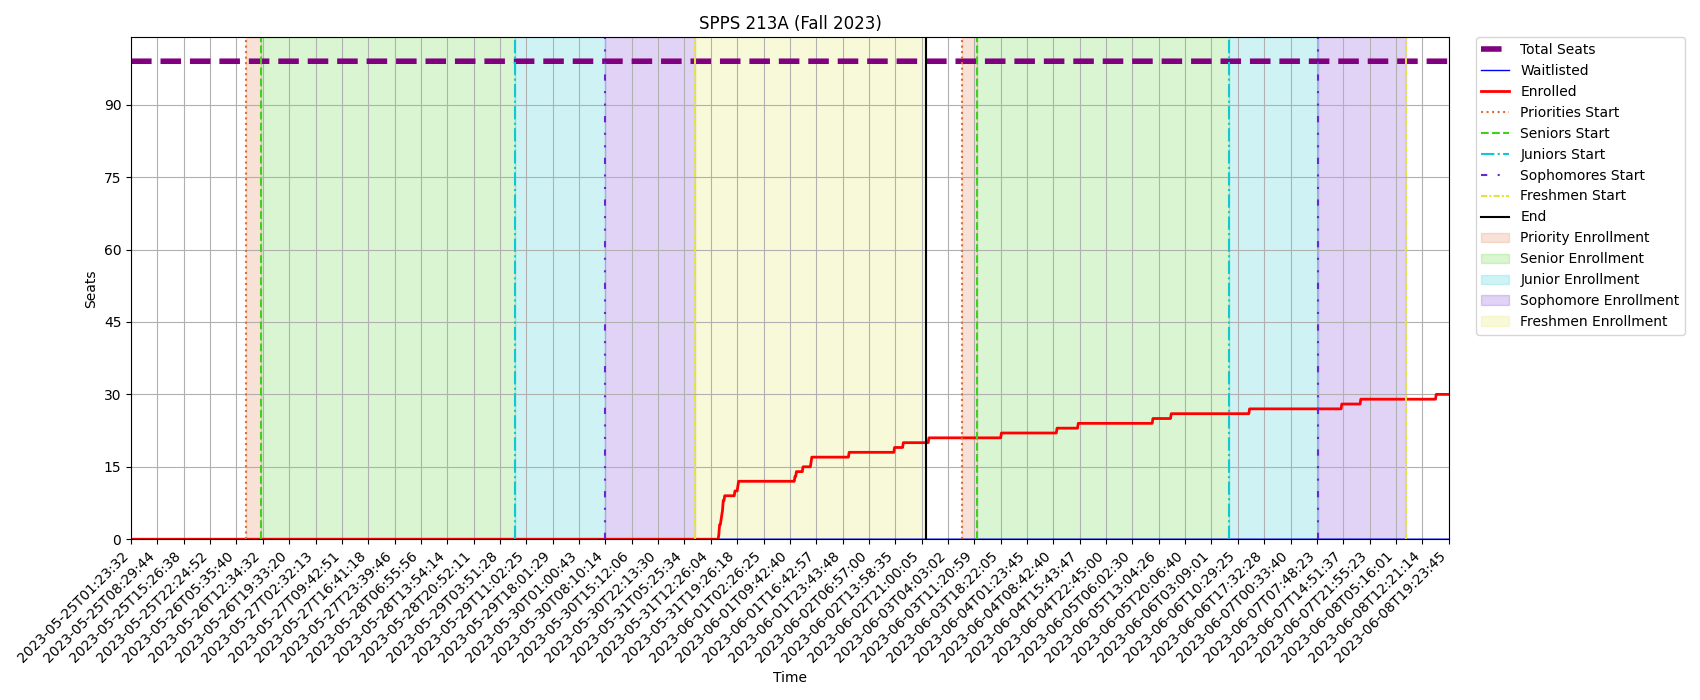 SPPS 213A (Fall 2023)
Total Seats
Waitlisted
Enrolled
Priorities Start
Seniors Start
Juniors Start
Sophomores Start
Freshmen Start
End
Priority Enrollment
Senior Enrollment
Junior Enrollment
Sophomore Enrollment
Freshmen Enrollment
Seats
90
75
60
45
30
15
0
2023-05-25T01:23:32
2023-05-25T08:29:44
2023-05-25T15:26:38
2023-05-25T22:24:52
2023-05-26T05:35:40
2023-05-26T12:34:32
2023-05-26T19:33:20
2023-05-27T02:32:13
2023-05-27T09:42:51
2023-05-27T16:41:18
2023-05-27T23:39:46
2023-05-28T06:55:56
2023-05-28T13:54:14
2023-05-28T20:52:11
2023-05-29T03:51:28
2023-05-29T11:02:25
2023-05-29T18:01:29
2023-05-30T01:00:43
2023-05-30T08:10:14
2023-05-30T15:12:06
2023-05-30T22:13:30
2023-05-31T05:25:34
2023-05-31T12:26:04
2023-05-31T19:26:18
2023-06-01T02:26:25
2023-06-01T09:42:40
2023-06-01T16:42:57
2023-06-01T23:43:48
2023-06-02T06:57:00
2023-06-02T13:58:35
2023-06-02T21:00:05
2023-06-03T04:03:02
2023-06-03T11:20:59
2023-06-03T18:22:05
2023-06-04T01:23:45
2023-06-04T08:42:40
2023-06-04T15:43:47
2023-06-04T22:45:00
2023-06-05T06:02:30
2023-06-05T13:04:26
2023-06-05T20:06:40
2023-06-06T03:09:01
2023-06-06T10:29:25
2023-06-06T17:32:28
2023-06-07T00:33:40
2023-06-07T07:48:23
2023-06-07T14:51:37
2023-06-07T21:55:23
2023-06-08T05:16:01
2023-06-08T12:21:14
2023-06-08T19:23:45
Time